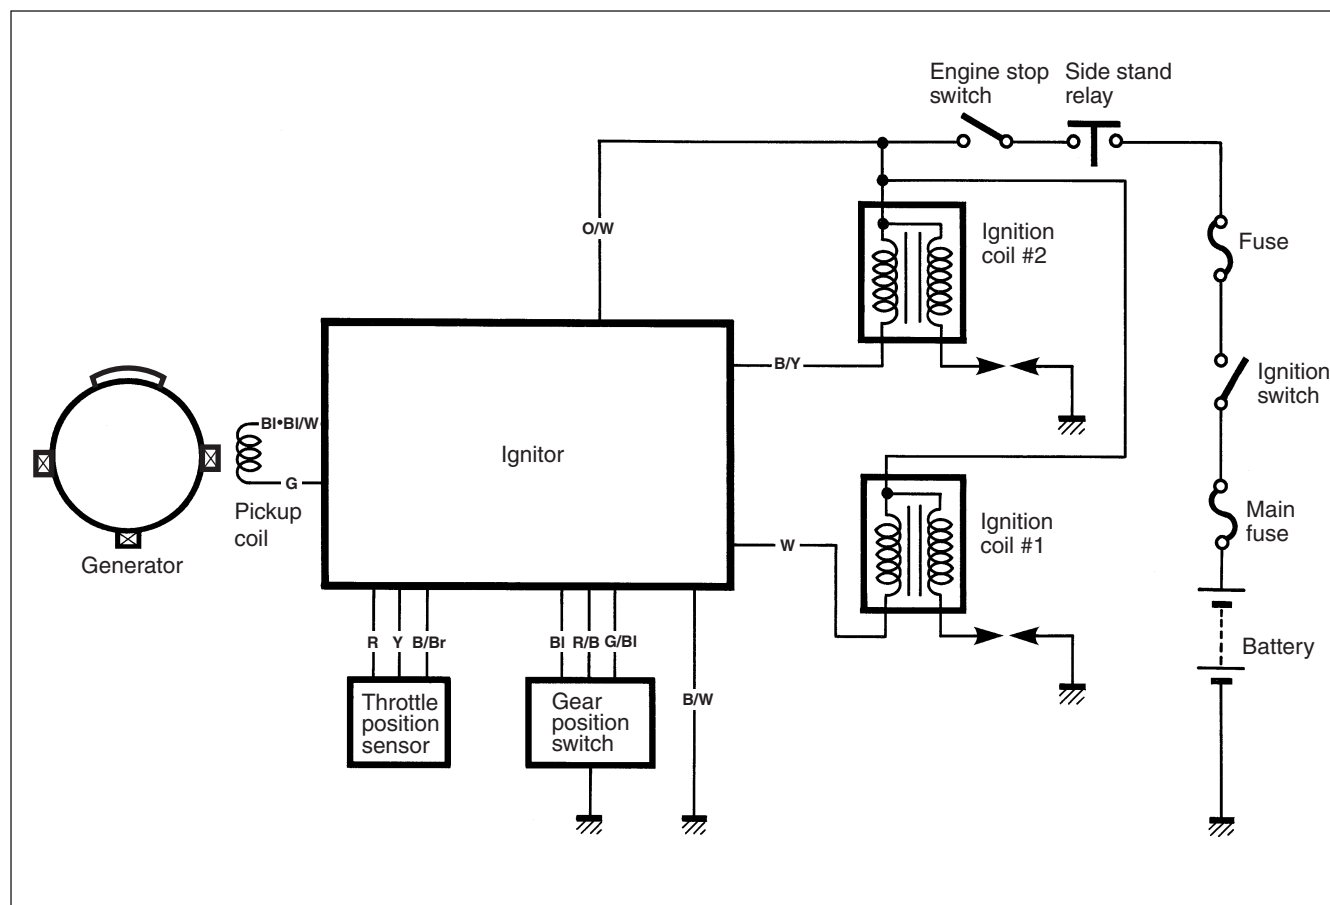 Engine stop
switch
Side stand
relay
O/W
Ignition
coil #2
Fuse
B/Y
Ignition
switch
Bl•Bl/W
Ignitor
G
Pickup
coil
Generator
Main
fuse
Ignition
coil #1
W
R Y B/Br
Bl R/B G/Bl
Battery
B/W
Throttle
position
sensor
Gear
position
switch